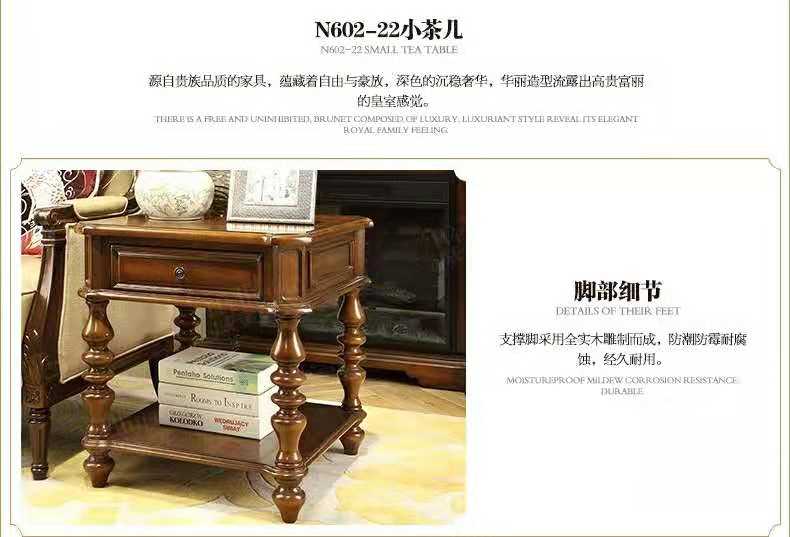 N602-22小茶儿
N602-22 SMALL TEA TABLE
源自贵族品质的家具，蕴藏着自由与豪放，深色的沉稳奢华，华丽造型流露出高贵富丽
的皇室感觉。
THERE IS A FREE AND UNINHIBITED, BRUNET COMPOSED OF LUXURY, LUXURIANT STYLE REVEAL ITS ELEGANT
ROYAL FAMILY FEELING.
脚部细节
DETAILS OF THEIR FEET
支撑脚采用全实木雕制而成，防潮防霉耐腐
蚀，经久耐用。
MOISTUREPROOF MILDEW CORROSION RESISTANCE,
DURABLE.
Pentaho Solutions
ROOMS TO INSPIRE
KOŁODKO
WĘDRUJĄCY
ŚWIAT